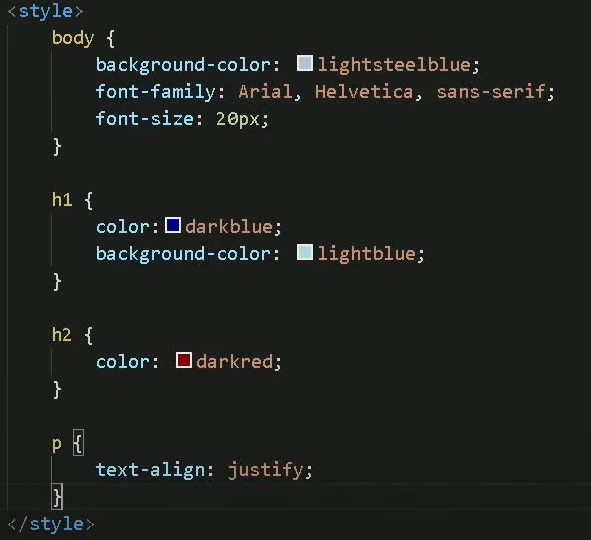 <style>
body {
background-color: lightsteelblue;
font-family: Arial, Helvetica, sans-serif;
font-size: 20px;
}
h1 {
color: darkblue;
background-color: lightblue;
}
h2 {
color: darkred;
}
p {
text-align: justify;
}
</style>